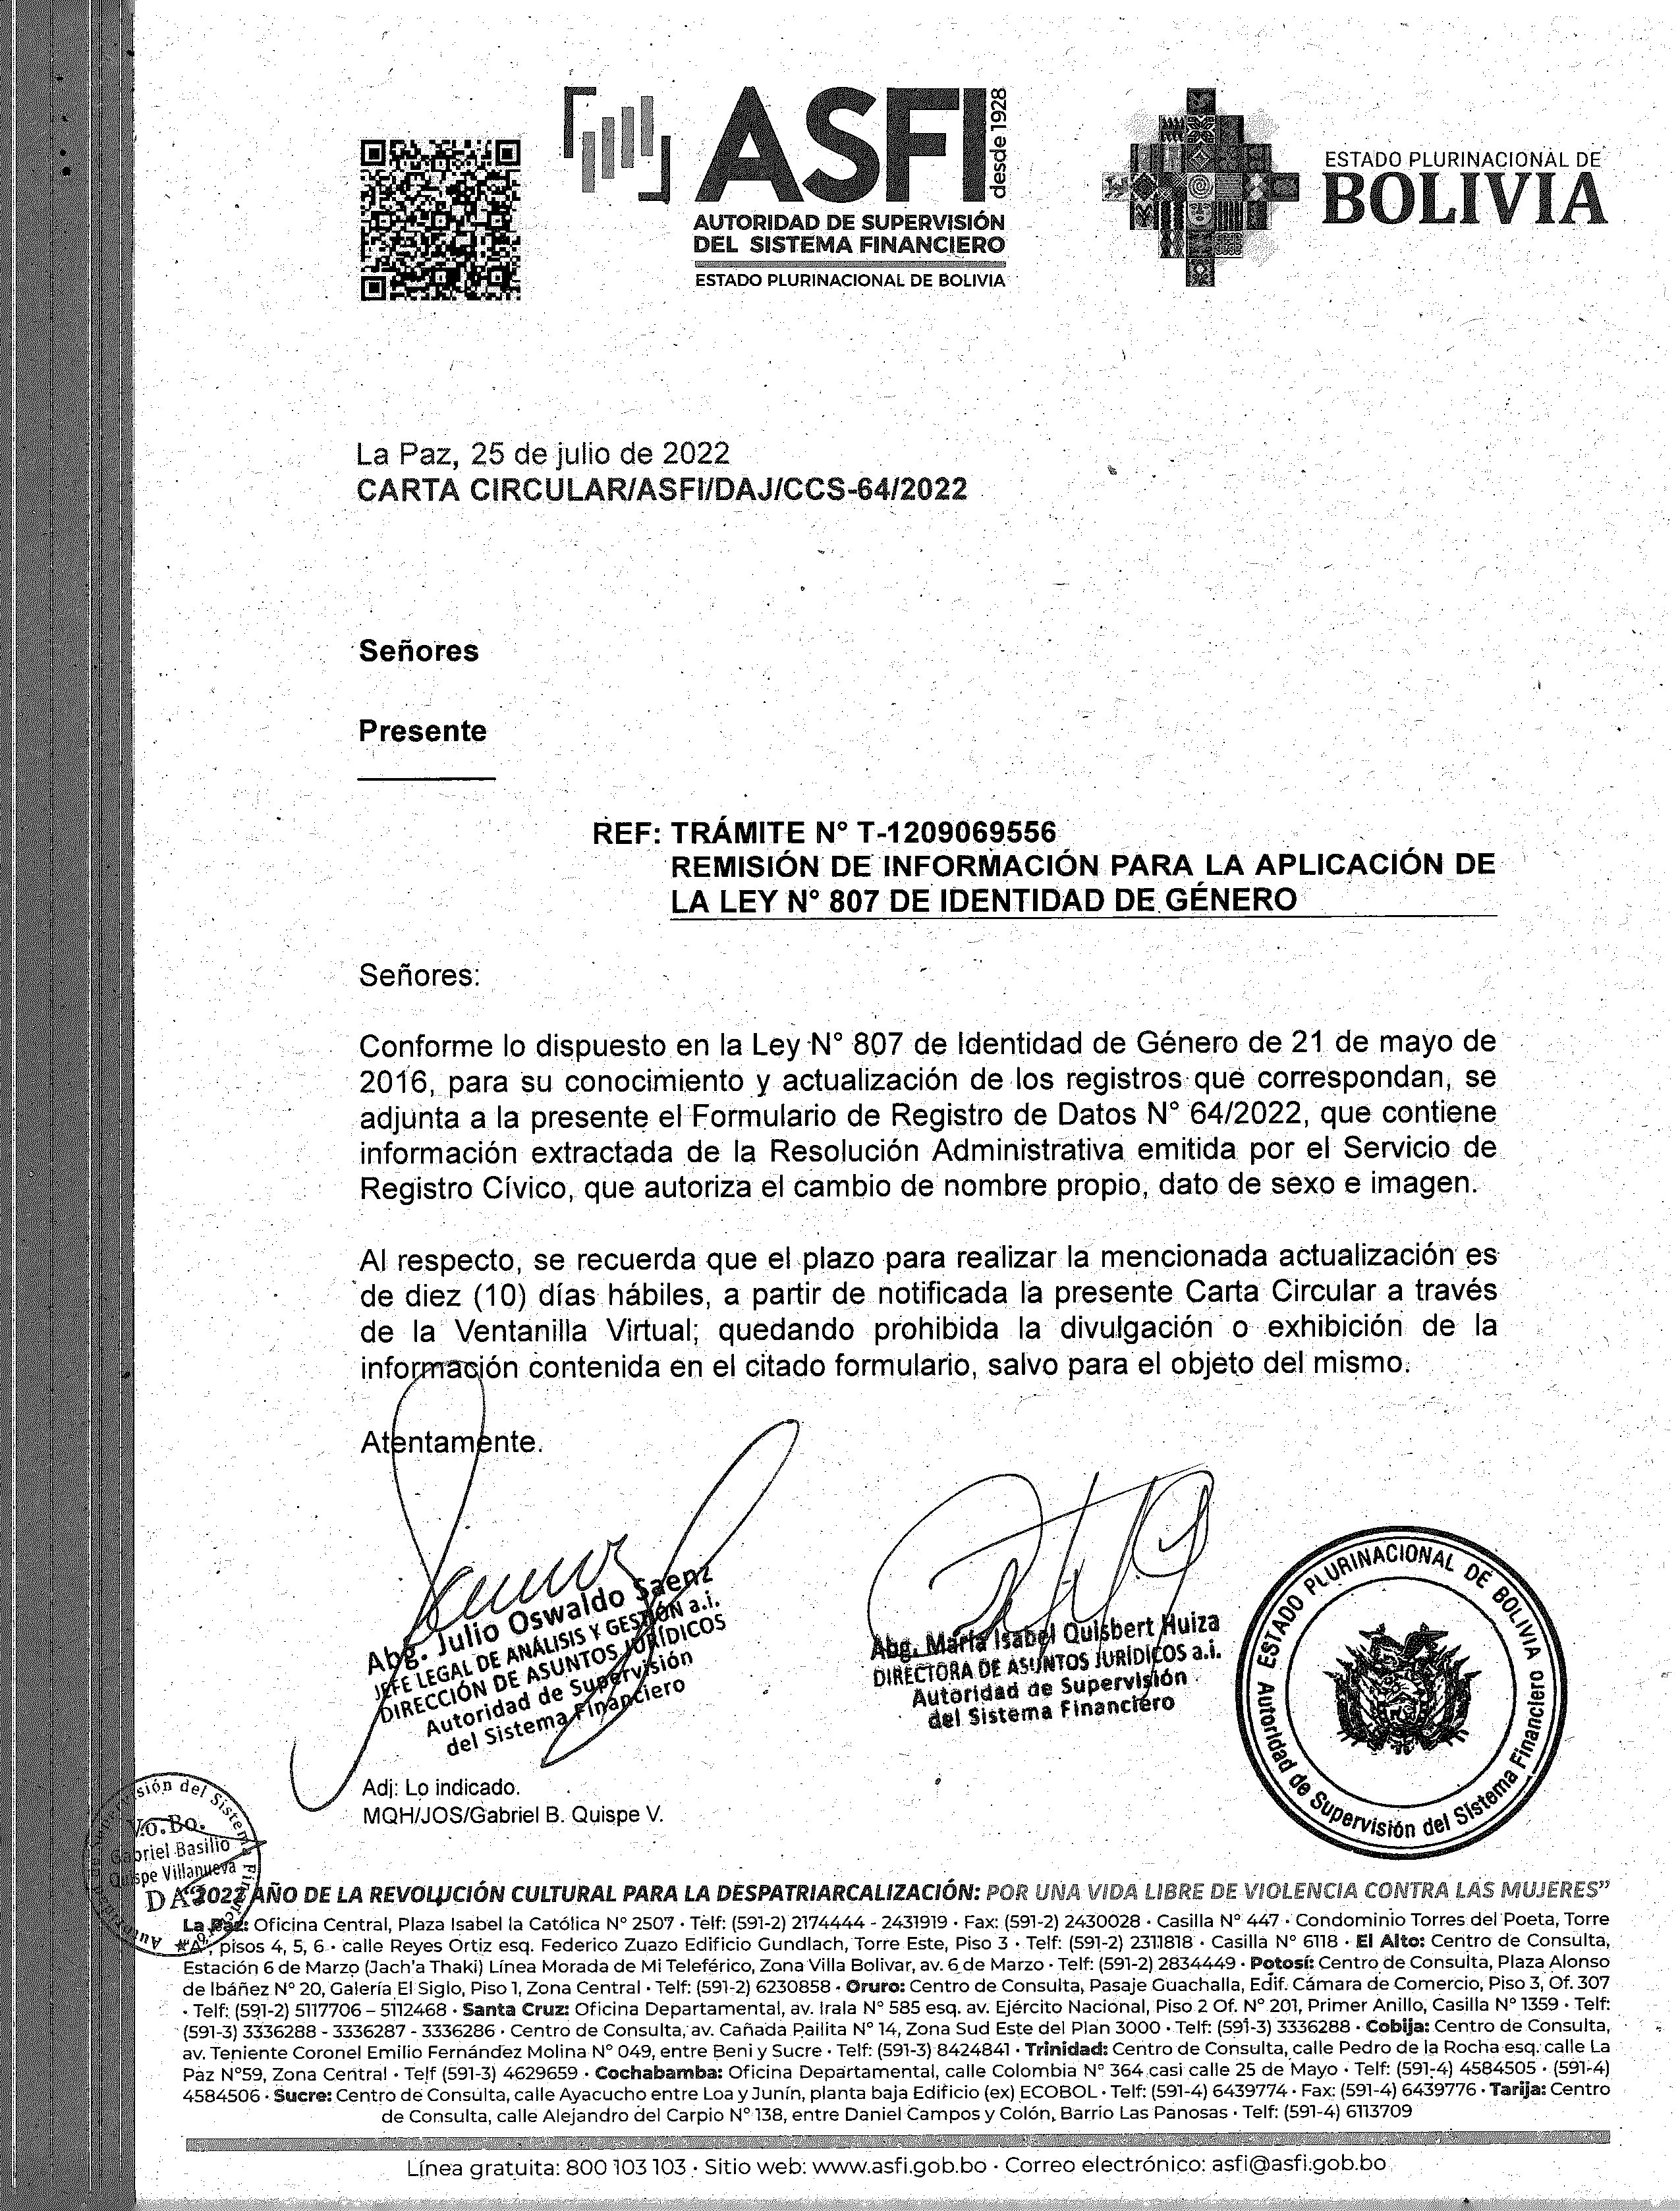 ASFI
desde 1928
AUTORIDAD DE SUPERVISIÓN
DEL SISTEMA FINANCIERO
ESTADO PLURINACIONAL DE BOLIVIA
ESTADO PLURINACIONAL DE
BOLIVIA
La Paz, 25 de julio de 2022
CARTA CIRCULAR/ASFI/DAJ/CCS-64/2022
Señores
Presente
REF: TRÁMITE N° T-1209069556
REMISIÓN DE INFORMACIÓN PARA LA APLICACIÓN DE
LA LEY N° 807 DE IDENTIDAD DE GÉNERO
Señores:
Conforme lo dispuesto en la Ley N° 807 de Identidad de Género de 21 de mayo de
2016, para su conocimiento y actualización de los registros que correspondan, se
adjunta a la presente el Formulario de Registro de Datos N° 64/2022, que contiene
información extractada de la Resolución Administrativa emitida por el Servicio de
Registro Cívico, que autoriza el cambio de nombre propio, dato de sexo e imagen.
Al respecto, se recuerda que el plazo para realizar la mencionada actualización es
de diez (10) días hábiles, a partir de notificada la presente Carta Circular a través
de la Ventanilla Virtual; quedando prohibida la divulgación o exhibición de la
información contenida en el citado formulario, salvo para el objeto del mismo.
Atentamente.
Abg. Julio Oswaldo Saenz
JEFE LEGAL DE ANÁLISIS Y GESTIÓN a.i.
DIRECCIÓN DE ASUNTOS JURÍDICOS
Autoridad de Supervisión
del Sistema Financiero
Abg. María Isabel Quisbert Huiza
DIRECTORA DE ASUNTOS JURÍDICOS a.i.
Autoridad de Supervisión
del Sistema Financiero
ESTADO PLURINACIONAL DE BOLIVIA
Autoridad de Supervisión del Sistema Financiero
Adj: Lo indicado.
MQH/JOS/Gabriel B. Quispe V.
Vo.Bo.
Gabriel Basilio
Quispe Villanueva
"2022 AÑO DE LA REVOLUCIÓN CULTURAL PARA LA DESPATRIARCALIZACIÓN: POR UNA VIDA LIBRE DE VIOLENCIA CONTRA LAS MUJERES"
La Paz: Oficina Central, Plaza Isabel la Católica N° 2507 · Telf: (591-2) 2174444 - 2431919 · Fax: (591-2) 2430028 · Casilla N° 447 · Condominio Torres del Poeta, Torre
"A", pisos 4, 5, 6 · calle Reyes Ortiz esq. Federico Zuazo Edificio Gundlach, Torre Este, Piso 3 · Telf: (591-2) 2311818 · Casilla N° 6118 · El Alto: Centro de Consulta,
Estación 6 de Marzo (Jach'a Thaki) Línea Morada de Mi Teleférico, Zona Villa Bolivar, av. 6 de Marzo · Telf: (591-2) 2834449 · Potosí: Centro de Consulta, Plaza Alonso
de Ibáñez N° 20, Galería El Siglo, Piso 1, Zona Central · Telf: (591-2) 6230858 · Oruro: Centro de Consulta, Pasaje Guachalla, Edif. Cámara de Comercio, Piso 3, Of. 307
· Telf: (591-2) 5117706 – 5112468 · Santa Cruz: Oficina Departamental, av. Irala N° 585 esq. av. Ejército Nacional, Piso 2 Of. N° 201, Primer Anillo, Casilla N° 1359 · Telf:
(591-3) 3336288 - 3336287 - 3336286 · Centro de Consulta, av. Cañada Pailita N° 14, Zona Sud Este del Plan 3000 · Telf: (591-3) 3336288 · Cobija: Centro de Consulta,
av. Teniente Coronel Emilio Fernández Molina N° 049, entre Beni y Sucre · Telf: (591-3) 8424841 · Trinidad: Centro de Consulta, calle Pedro de la Rocha esq. calle La
Paz N°59, Zona Central · Telf (591-3) 4629659 · Cochabamba: Oficina Departamental, calle Colombia N° 364 casi calle 25 de Mayo · Telf: (591-4) 4584505 · (591-4)
4584506 · Sucre: Centro de Consulta, calle Ayacucho entre Loa y Junín, planta baja Edificio (ex) ECOBOL · Telf: (591-4) 6439774 · Fax: (591-4) 6439776 · Tarija: Centro
de Consulta, calle Alejandro del Carpio N° 138, entre Daniel Campos y Colón, Barrio Las Panosas · Telf: (591-4) 6113709
Línea gratuita: 800 103 103 · Sitio web: www.asfi.gob.bo · Correo electrónico: asfi@asfi.gob.bo